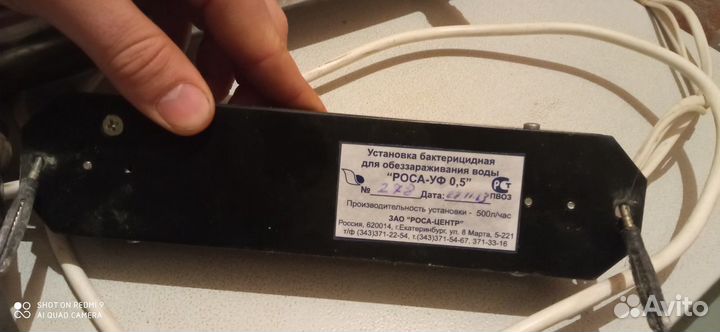 Установка бактерицидная
для обеззараживания воды
"РОСА-УФ 0,5"
№ 278 Дата: РСТ
ПВОЗ
Производительность установки - 500л/час
ЗАО "РОСА-ЦЕНТР"
Россия, 620014, г.Екатеринбург, ул. 8 Марта, 5-221
т/ф (343)371-22-54, т.(343)371-54-67, 371-33-16
SHOT ON REDMI 9
AI QUAD CAMERA
Avito